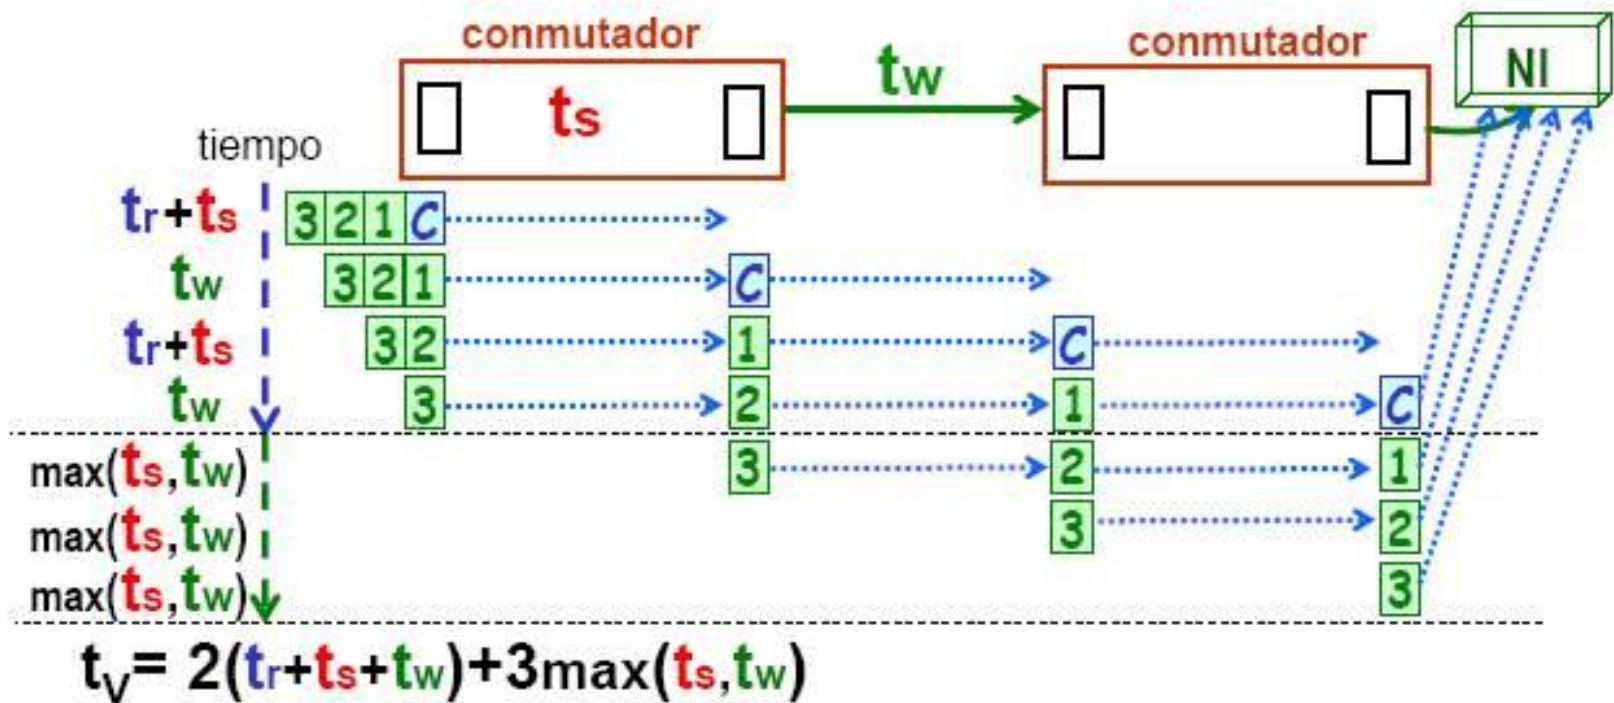 conmutador
conmutador
NI
ts
tw
tiempo
tr+ts 3 2 1 C
tw 3 2 1 C
tr+ts 3 2 1 C
tw 3 2 1 C
max(ts,tw) 3 2 1
max(ts,tw) 3 2
max(ts,tw) 3
tV= 2(tr+ts+tw)+3max(ts,tw)